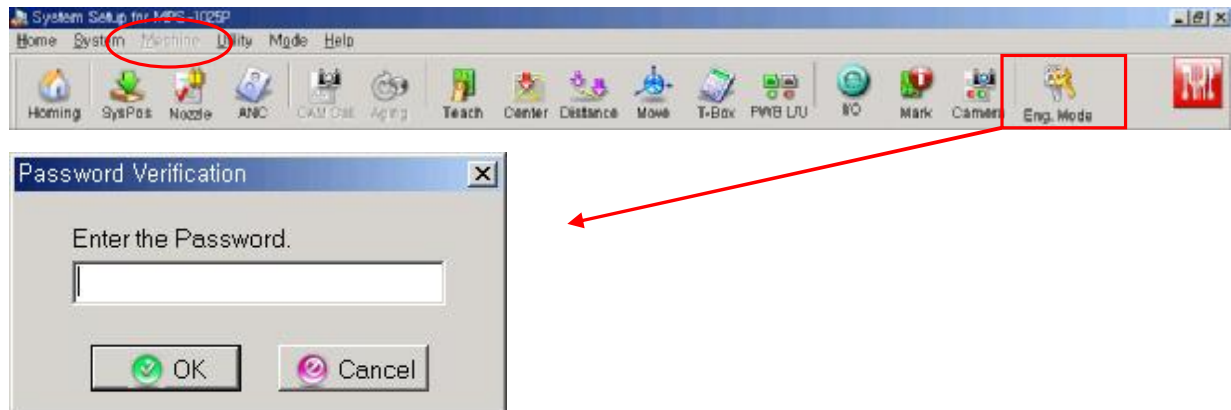 System Setup for MPS-1025P
Home System Machine Utility Mode Help
Homing SysPos Nozzle ANC CAM Cali Aging Teach Center Distance Move T-Box PWB L/U I/O Mark Camera Eng. Mode
Password Verification
Enter the Password.
OK Cancel